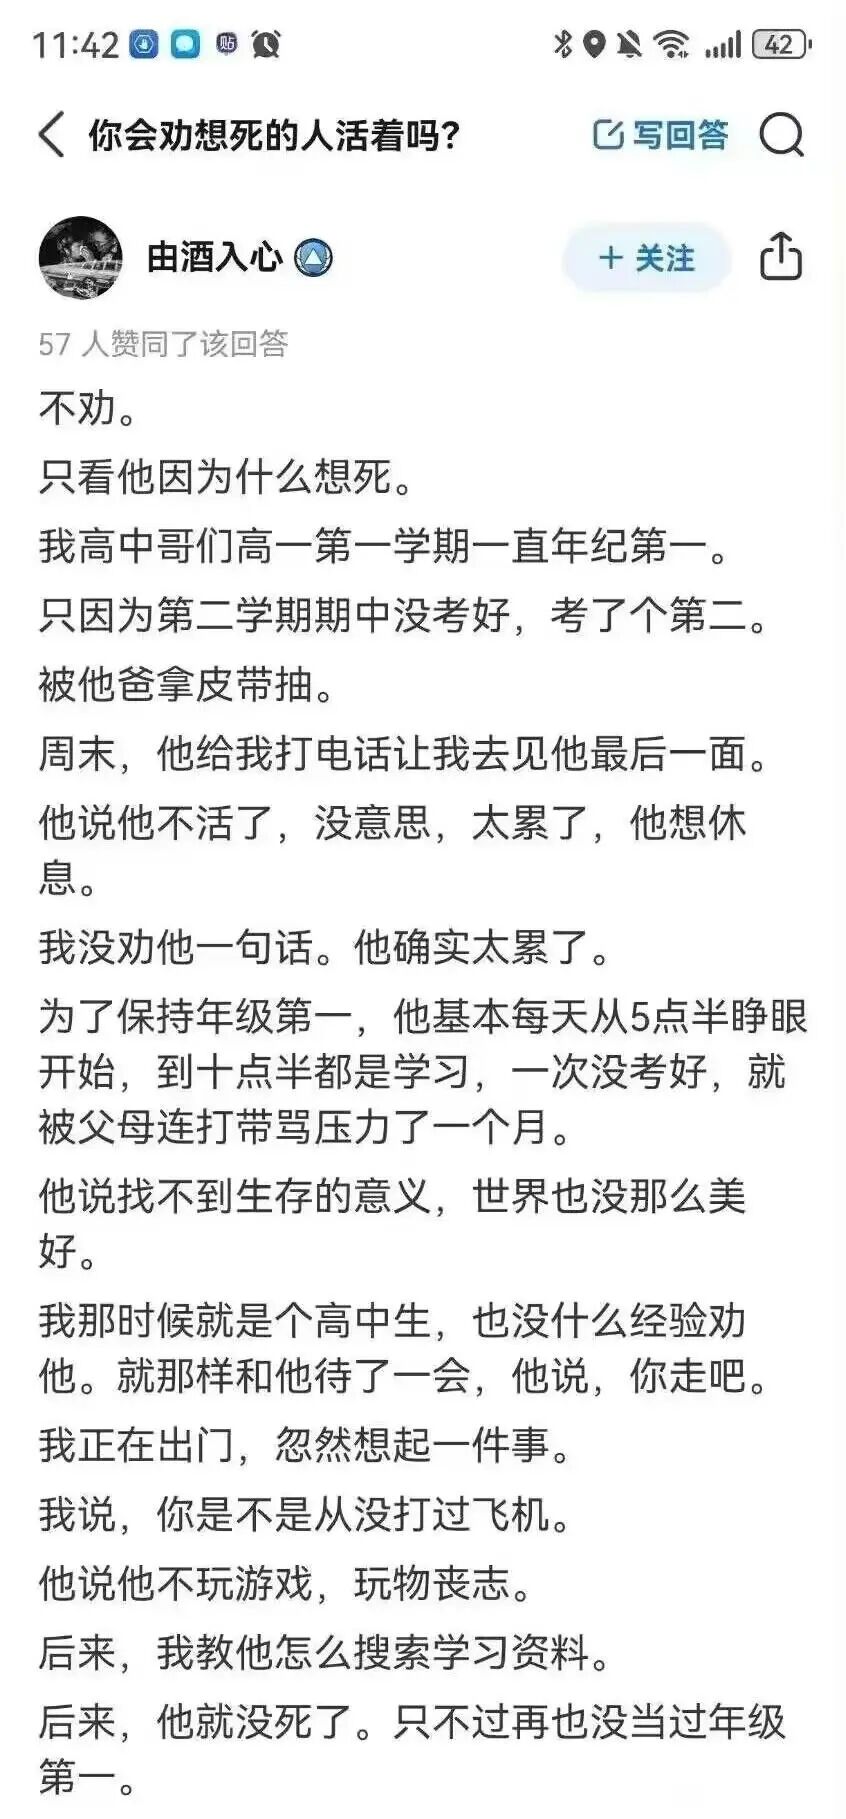 11:42 贴 42
你会劝想死的人活着吗? 写回答
由酒入心 + 关注
57 人赞同了该回答
不劝。
只看他因为什么想死。
我高中哥们高一第一学期一直年纪第一。
只因为第二学期期中没考好，考了个第二。
被他爸拿皮带抽。
周末，他给我打电话让我去见他最后一面。
他说他不活了，没意思，太累了，他想休
息。
我没劝他一句话。他确实太累了。
为了保持年级第一，他基本每天从5点半睁眼
开始，到十点半都是学习，一次没考好，就
被父母连打带骂压力了一个月。
他说找不到生存的意义，世界也没那么美
好。
我那时候就是个高中生，也没什么经验劝
他。就那样和他待了一会，他说，你走吧。
我正在出门，忽然想起一件事。
我说，你是不是从没打过飞机。
他说他不玩游戏，玩物丧志。
后来，我教他怎么搜索学习资料。
后来，他就没死了。只不过再也没当过年级
第一。